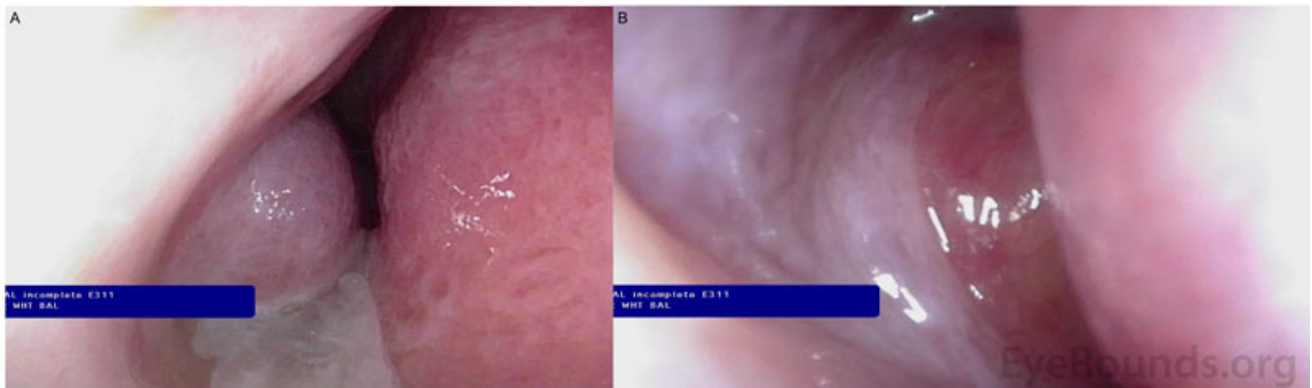 A
B
AL incomplete E311
WHT BAL
AL incomplete E311
: WHT BAL
EyeRounds.org